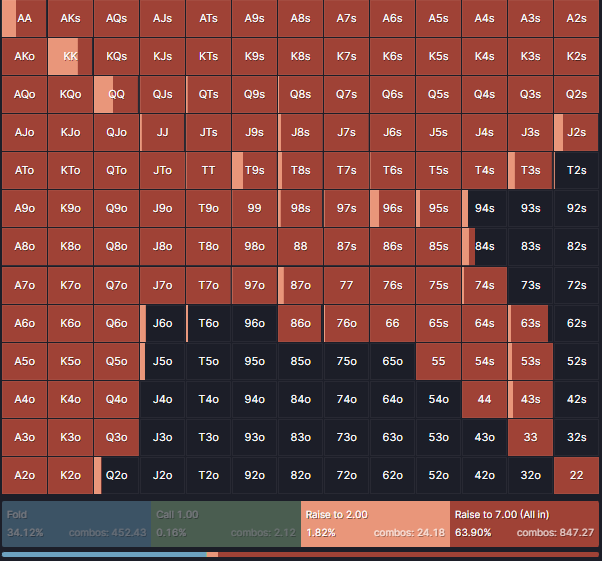 AA AKs AQs AJs ATs A9s A8s A7s A6s A5s A4s A3s A2s
AKo KK KQs KJs KTs K9s K8s K7s K6s K5s K4s K3s K2s
AQo KQo QQ QJs QTs Q9s Q8s Q7s Q6s Q5s Q4s Q3s Q2s
AJo KJo QJo JJ JTs J9s J8s J7s J6s J5s J4s J3s J2s
ATo KTo QTo JTo TT T9s T8s T7s T6s T5s T4s T3s T2s
A9o K9o Q9o J9o T9o 99 98s 97s 96s 95s 94s 93s 92s
A8o K8o Q8o J8o T8o 98o 88 87s 86s 85s 84s 83s 82s
A7o K7o Q7o J7o T7o 97o 87o 77 76s 75s 74s 73s 72s
A6o K6o Q6o J6o T6o 96o 86o 76o 66 65s 64s 63s 62s
A5o K5o Q5o J5o T5o 95o 85o 75o 65o 55 54s 53s 52s
A4o K4o Q4o J4o T4o 94o 84o 74o 64o 54o 44 43s 42s
A3o K3o Q3o J3o T3o 93o 83o 73o 63o 53o 43o 33 32s
A2o K2o Q2o J2o T2o 92o 82o 72o 62o 52o 42o 32o 22
Fold Call 1.00 Raise to 2.00 Raise to 7.00 (All in)
34.12% combos: 452.43 0.16% combos: 2.12 1.82% combos: 24.18 63.90% combos: 847.27